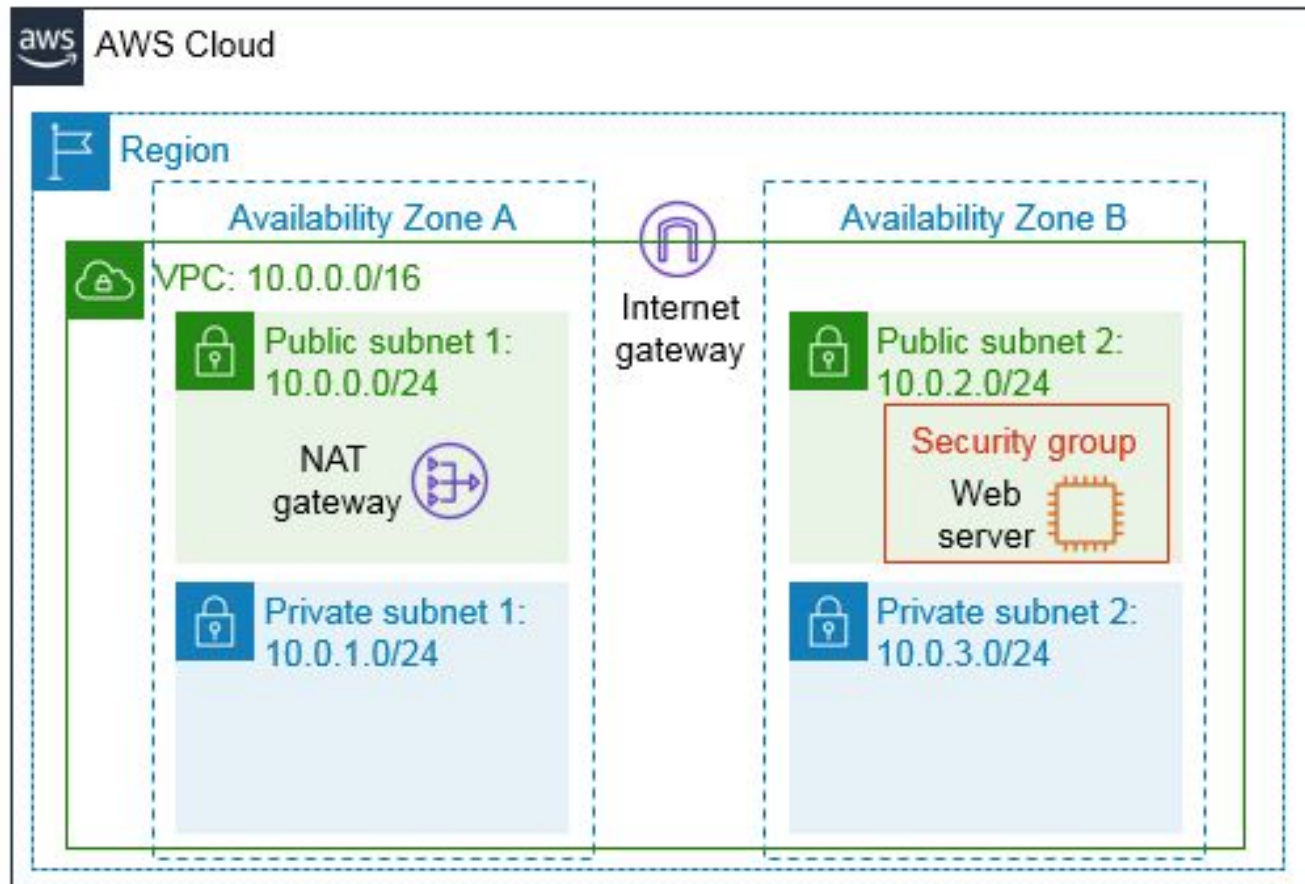 aws
AWS Cloud
Region
Availability Zone A
Availability Zone B
VPC: 10.0.0.0/16
Internet
gateway
Public subnet 1:
10.0.0.0/24
NAT
gateway
Public subnet 2:
10.0.2.0/24
Security group
Web
server
Private subnet 1:
10.0.1.0/24
Private subnet 2:
10.0.3.0/24